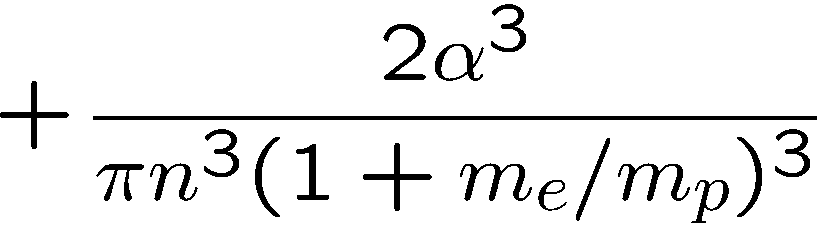 + \frac{2\alpha^3}{\pi n^3(1 + m_e/m_p)^3}